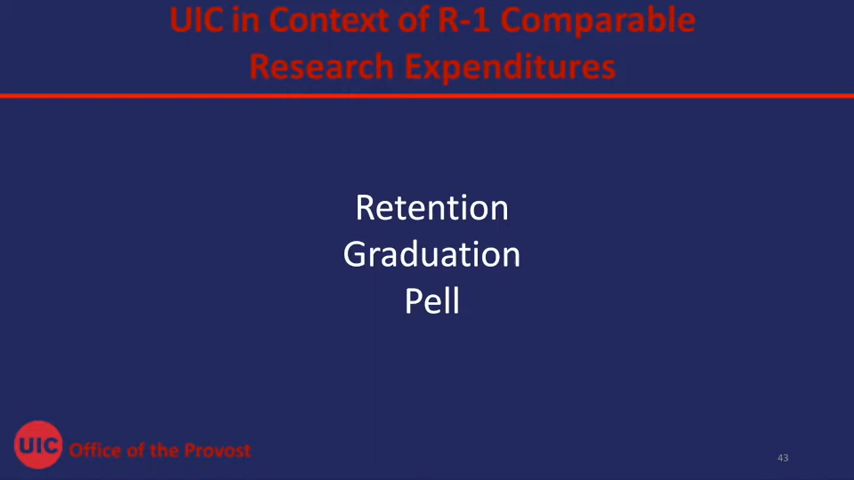 UIC in Context of R-1 Comparable
Research Expenditures
Retention
Graduation
Pell
UIC Office of the Provost
43